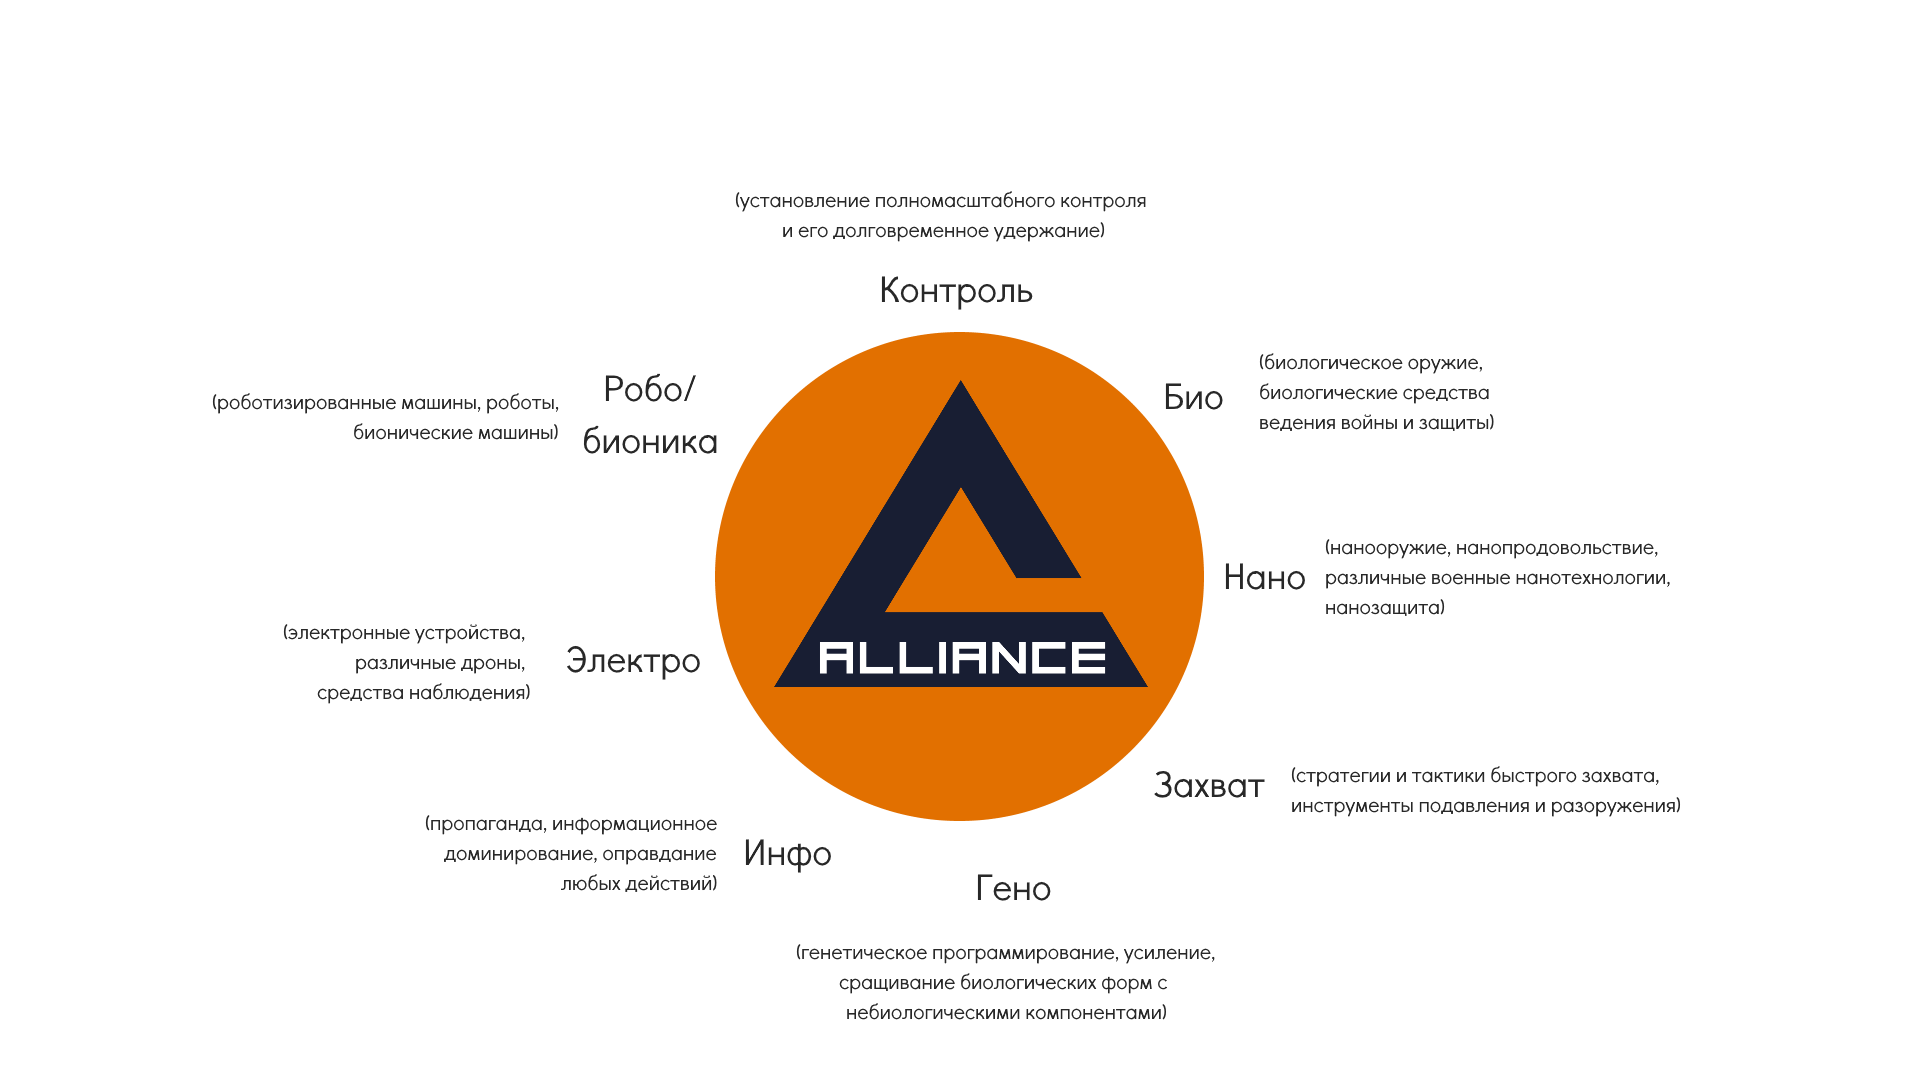 (установление полномасштабного контроля
и его долговременное удержание)
Контроль
Био
(биологическое оружие,
биологические средства
ведения войны и защиты)
Нано
(нанооружие, нанопродовольствие,
различные военные нанотехнологии,
нанозащита)
Захват
(стратегии и тактики быстрого захвата,
инструменты подавления и разоружения)
Гено
(генетическое программирование, усиление,
сращивание биологических форм с
небиологическими компонентами)
Инфо
(пропаганда, информационное
доминирование, оправдание
любых действий)
Электро
(электронные устройства,
различные дроны,
средства наблюдения)
Робо/
бионика
(роботизированные машины, роботы,
бионические машины)
ALLIANCE